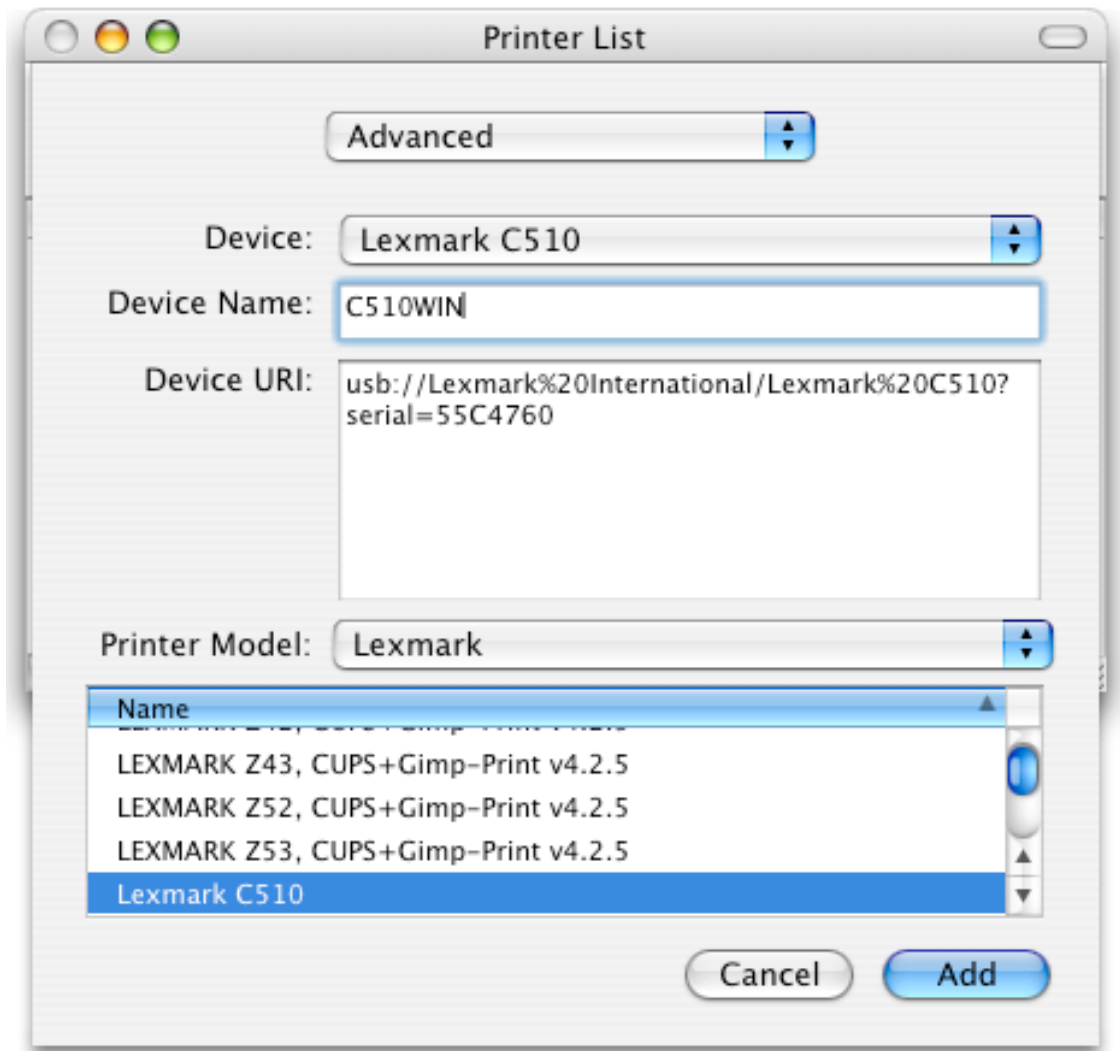 Printer List
Advanced
Device: Lexmark C510
Device Name: C510WIN
Device URI: usb://Lexmark%20International/Lexmark%20C510?
serial=55C4760
Printer Model: Lexmark
Name
LEXMARK Z43, CUPS+Gimp-Print v4.2.5
LEXMARK Z52, CUPS+Gimp-Print v4.2.5
LEXMARK Z53, CUPS+Gimp-Print v4.2.5
Lexmark C510
Cancel Add